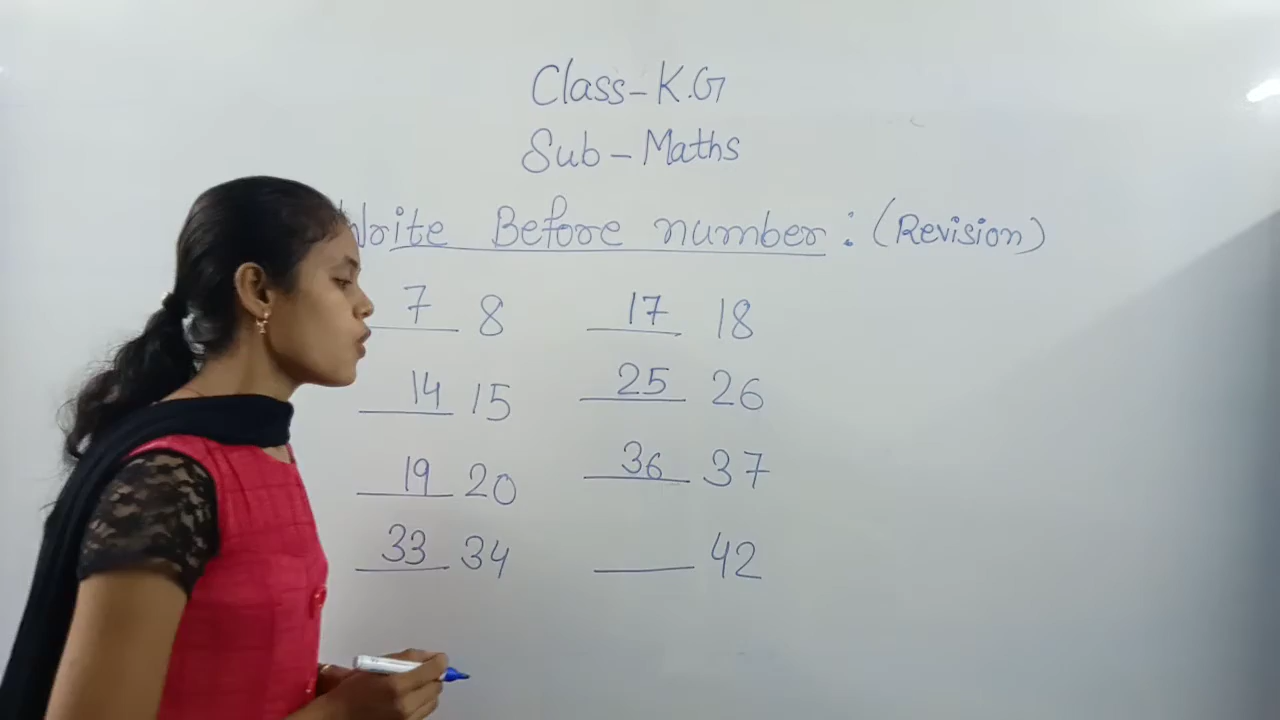 Class-K.G
Sub-Maths
Write Before number: (Revision)
7 8 17 18
14 15 25 26
19 20 36 37
33 34 ____ 42